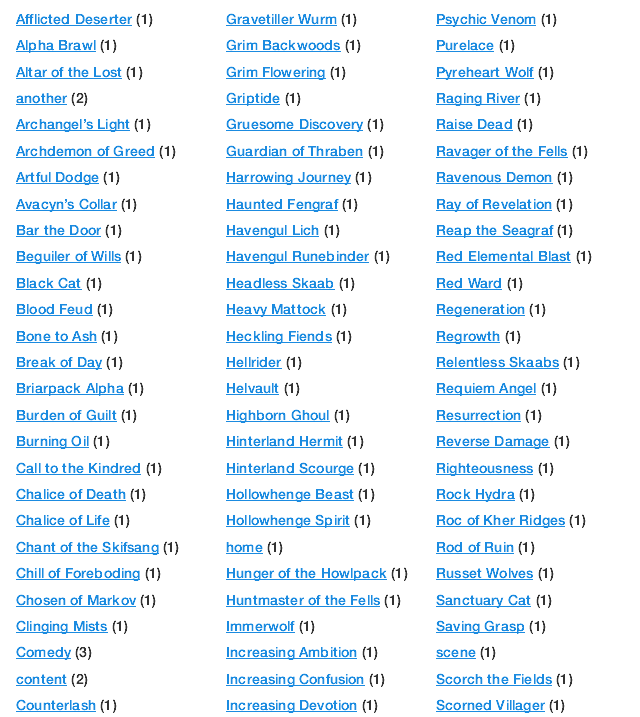 Afflicted Deserter (1)
Alpha Brawl (1)
Altar of the Lost (1)
another (2)
Archangel's Light (1)
Archdemon of Greed (1)
Artful Dodge (1)
Avacyn's Collar (1)
Bar the Door (1)
Beguiler of Wills (1)
Black Cat (1)
Blood Feud (1)
Bone to Ash (1)
Break of Day (1)
Briarpack Alpha (1)
Burden of Guilt (1)
Burning Oil (1)
Call to the Kindred (1)
Chalice of Death (1)
Chalice of Life (1)
Chant of the Skifsang (1)
Chill of Foreboding (1)
Chosen of Markov (1)
Clinging Mists (1)
Comedy (3)
content (2)
Counterlash (1)
Gravetiller Wurm (1)
Grim Backwoods (1)
Grim Flowering (1)
Griptide (1)
Gruesome Discovery (1)
Guardian of Thraben (1)
Harrowing Journey (1)
Haunted Fengraf (1)
Havengul Lich (1)
Havengul Runebinder (1)
Headless Skaab (1)
Heavy Mattock (1)
Heckling Fiends (1)
Hellrider (1)
Helvault (1)
Highborn Ghoul (1)
Hinterland Hermit (1)
Hinterland Scourge (1)
Hollowhenge Beast (1)
Hollowhenge Spirit (1)
home (1)
Hunger of the Howlpack (1)
Huntmaster of the Fells (1)
Immerwolf (1)
Increasing Ambition (1)
Increasing Confusion (1)
Increasing Devotion (1)
Psychic Venom (1)
Purelace (1)
Pyreheart Wolf (1)
Raging River (1)
Raise Dead (1)
Ravager of the Fells (1)
Ravenous Demon (1)
Ray of Revelation (1)
Reap the Seagraf (1)
Red Elemental Blast (1)
Red Ward (1)
Regeneration (1)
Regrowth (1)
Relentless Skaabs (1)
Requiem Angel (1)
Resurrection (1)
Reverse Damage (1)
Righteousness (1)
Rock Hydra (1)
Roc of Kher Ridges (1)
Rod of Ruin (1)
Russet Wolves (1)
Sanctuary Cat (1)
Saving Grasp (1)
scene (1)
Scorch the Fields (1)
Scorned Villager (1)